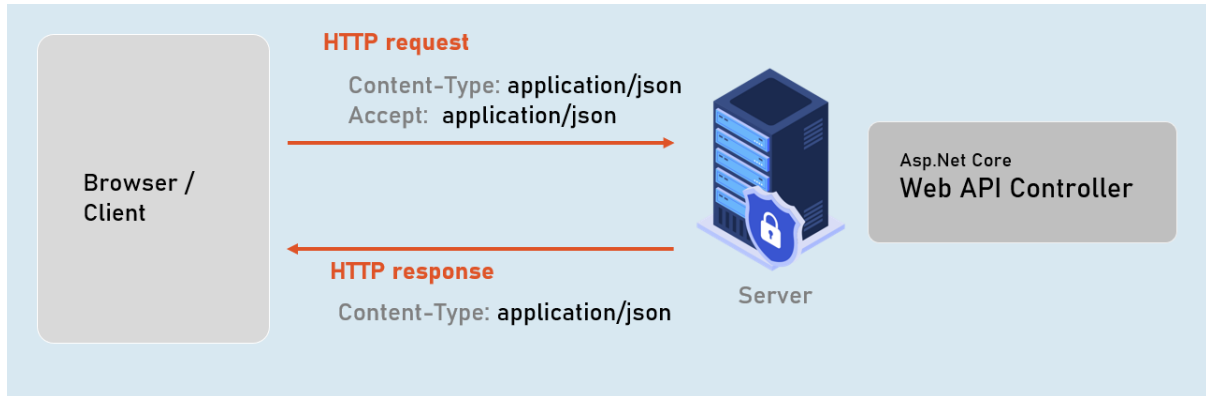 HTTP request
Content-Type: application/json
Accept: application/json
Browser /
Client
Asp.Net Core
Web API Controller
HTTP response
Content-Type: application/json
Server